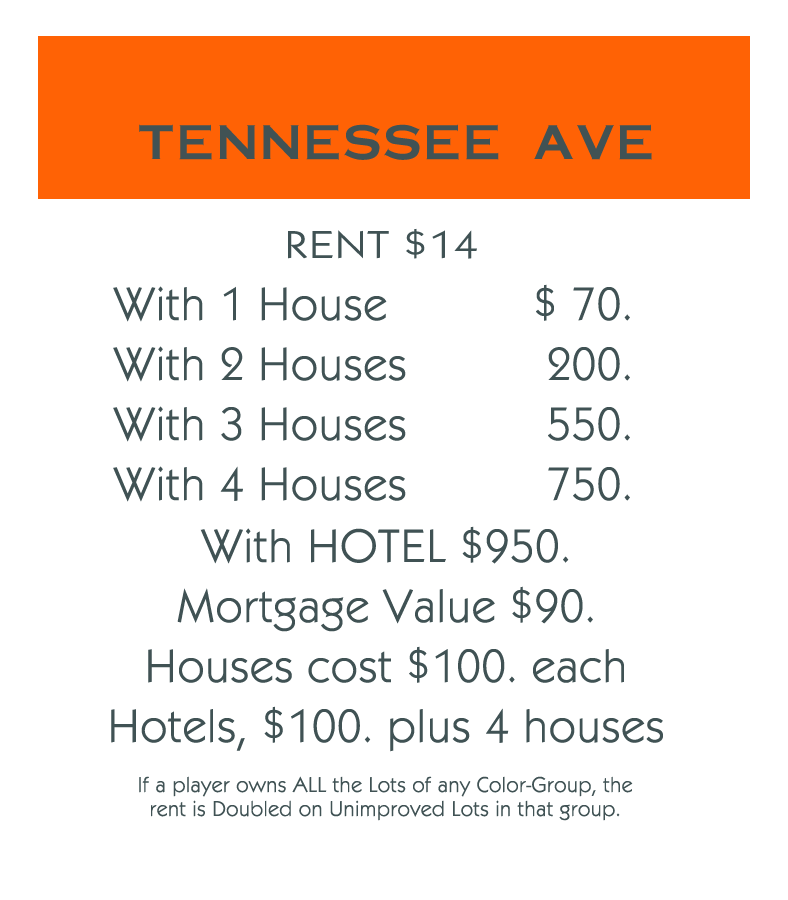 TENNESSEE AVE
RENT $14
With 1 House $ 70.
With 2 Houses 200.
With 3 Houses 550.
With 4 Houses 750.
With HOTEL $950.
Mortgage Value $90.
Houses cost $100. each
Hotels, $100. plus 4 houses
If a player owns ALL the Lots of any Color-Group, the
rent is Doubled on Unimproved Lots in that group.